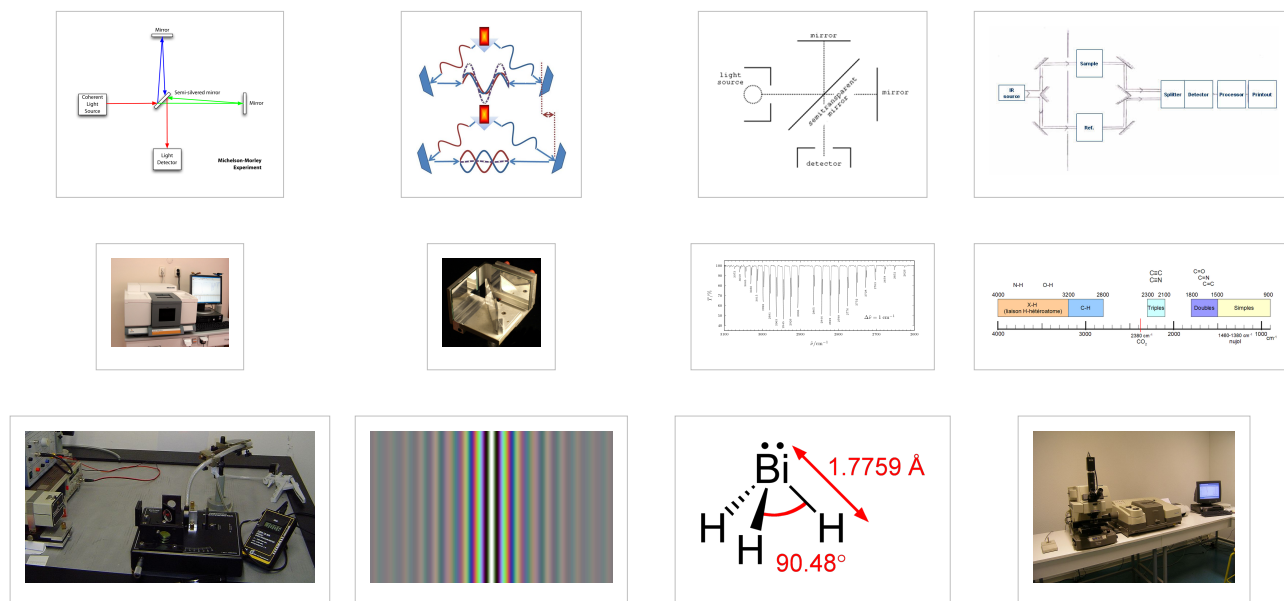 Mirror
Semi-silvered mirror
Coherent
Light
Source
Mirror
Light
Detector
Michelson-Morley
Experiment
mirror
light
source
mirror
semitransparent
mirror
detector
Sample
IR
source
Splitter
Detector
Processor
Printout
Ref.
Δν̃ = 1 cm⁻¹
ν̃/cm⁻¹
N-H
O-H
C≡C
C≡N
C=O
C=N
C=C
4000
3200
2800
2300
2100
1800
1500
900
X-H
(liaison H-hétéroatome)
C-H
Triples
Doubles
Simples
4000
3000
2380 cm⁻¹
CO₂
2000
1460-1380 cm⁻¹
nujol
1000
cm⁻¹
Bi
1.7759 Å
H
H
H
90.48°